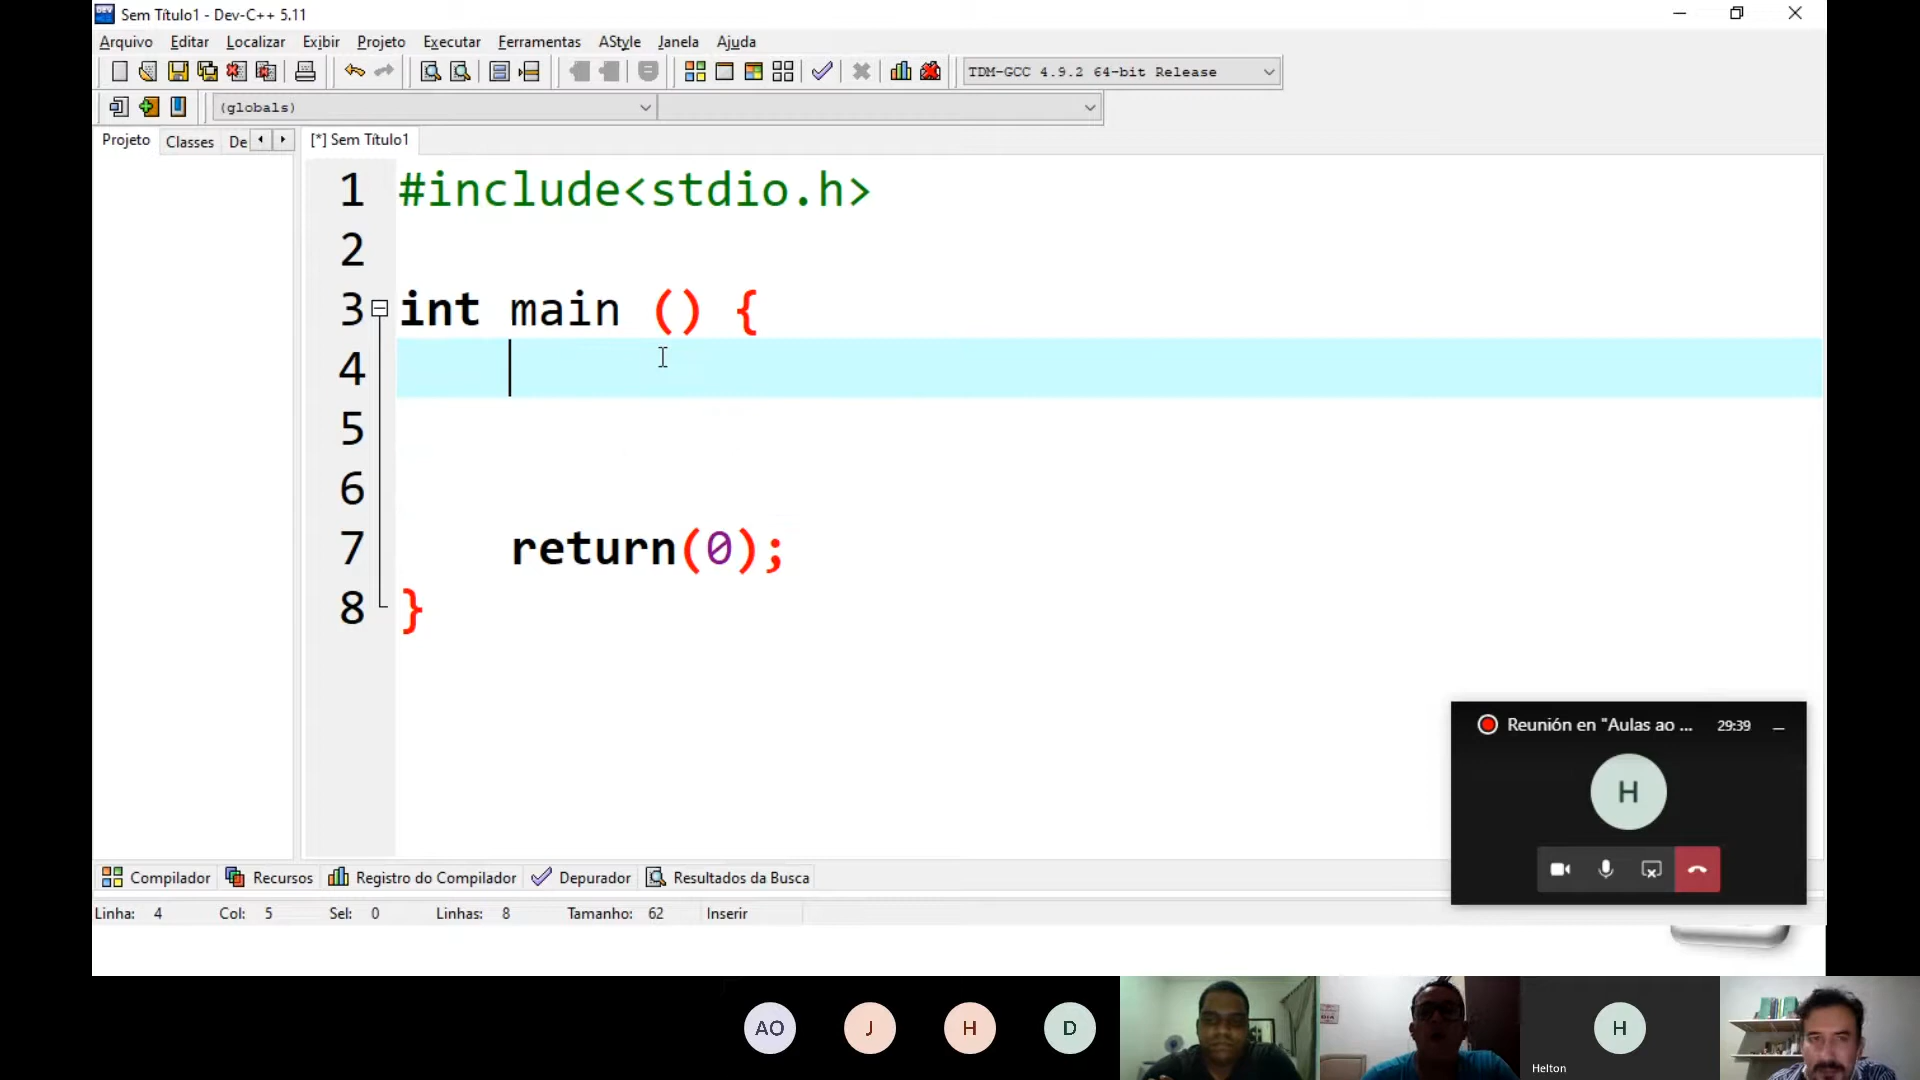 Sem Título1 - Dev-C++ 5.11
Arquivo Editar Localizar Exibir Projeto Executar Ferramentas AStyle Janela Ajuda
TDM-GCC 4.9.2 64-bit Release
(globals)
Projeto Classes De [*] Sem Título1
1 #include<stdio.h>
2
3 int main () {
4
5
6
7 return(0);
8 }
Reunión en "Aulas ao ... 29:39
H
Compilador Recursos Registro do Compilador Depurador Resultados da Busca
Linha: 4 Col: 5 Sel: 0 Linhas: 8 Tamanho: 62 Inserir
AO J H D H
Helton